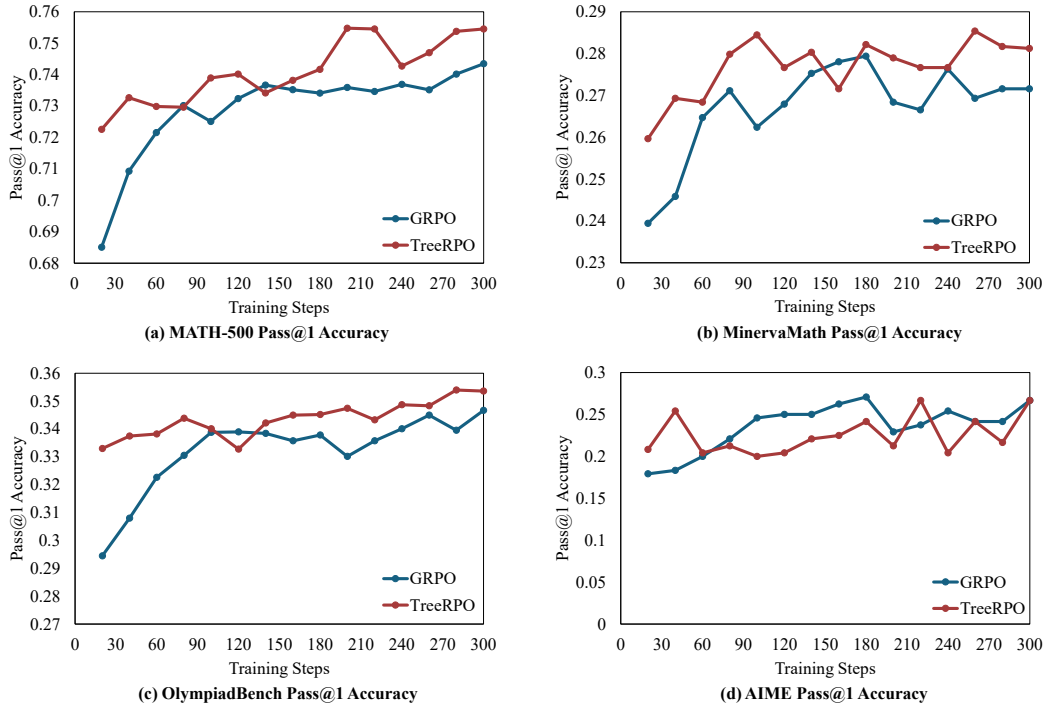 0.76
0.75
0.74
0.73
0.72
0.71
0.7
0.69
0.68
Pass@1 Accuracy
GRPO
TreeRPO
0 30 60 90 120 150 180 210 240 270 300
Training Steps
(a) MATH-500 Pass@1 Accuracy
0.29
0.28
0.27
0.26
0.25
0.24
0.23
Pass@1 Accuracy
GRPO
TreeRPO
0 30 60 90 120 150 180 210 240 270 300
Training Steps
(b) MinervaMath Pass@1 Accuracy
0.36
0.35
0.34
0.33
0.32
0.31
0.3
0.29
0.28
0.27
Pass@1 Accuracy
GRPO
TreeRPO
0 30 60 90 120 150 180 210 240 270 300
Training Steps
(c) OlympiadBench Pass@1 Accuracy
0.3
0.25
0.2
0.15
0.1
0.05
0
Pass@1 Accuracy
GRPO
TreeRPO
0 30 60 90 120 150 180 210 240 270 300
Training Steps
(d) AIME Pass@1 Accuracy